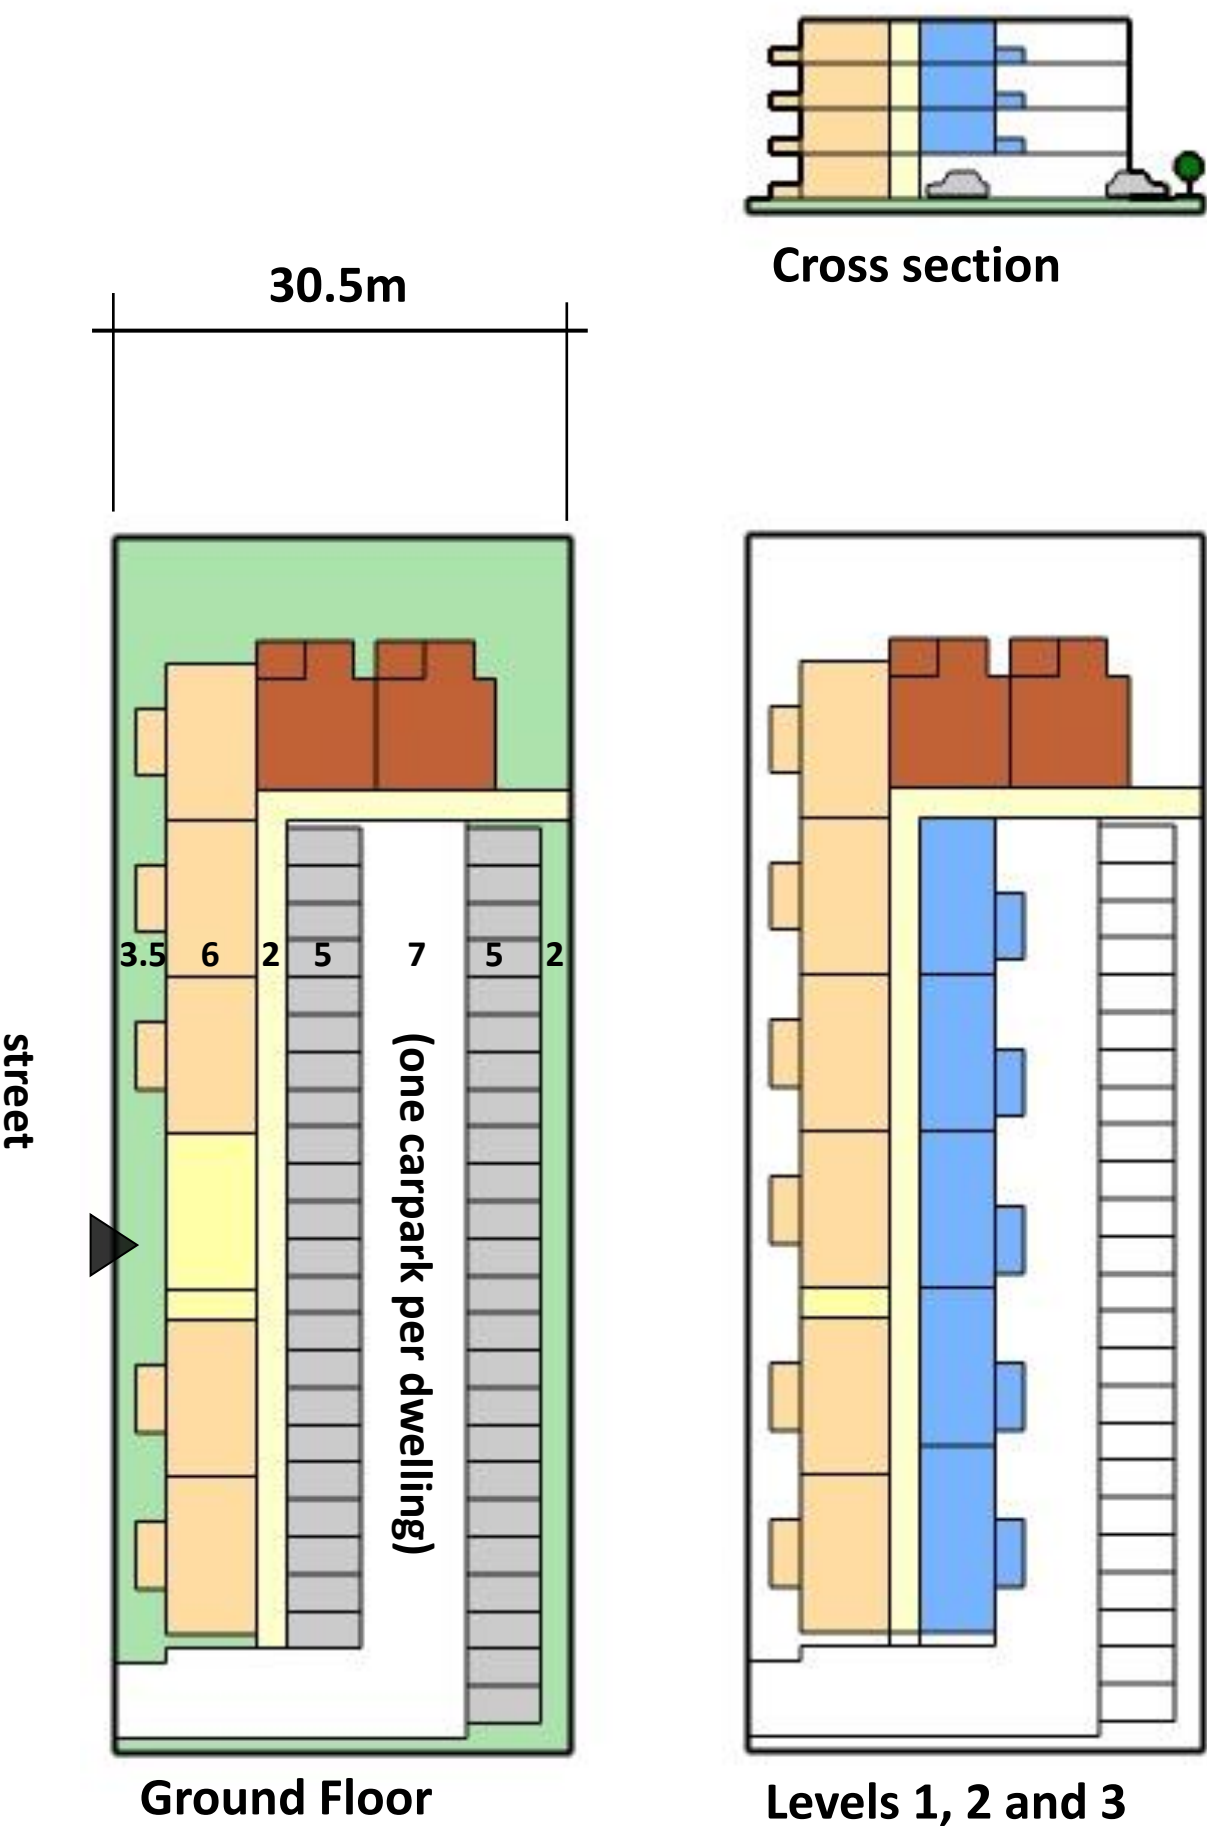 Cross section
30.5m
3.5 6 2 5 7 5 2
(one carpark per dwelling)
street
Ground Floor
Levels 1, 2 and 3